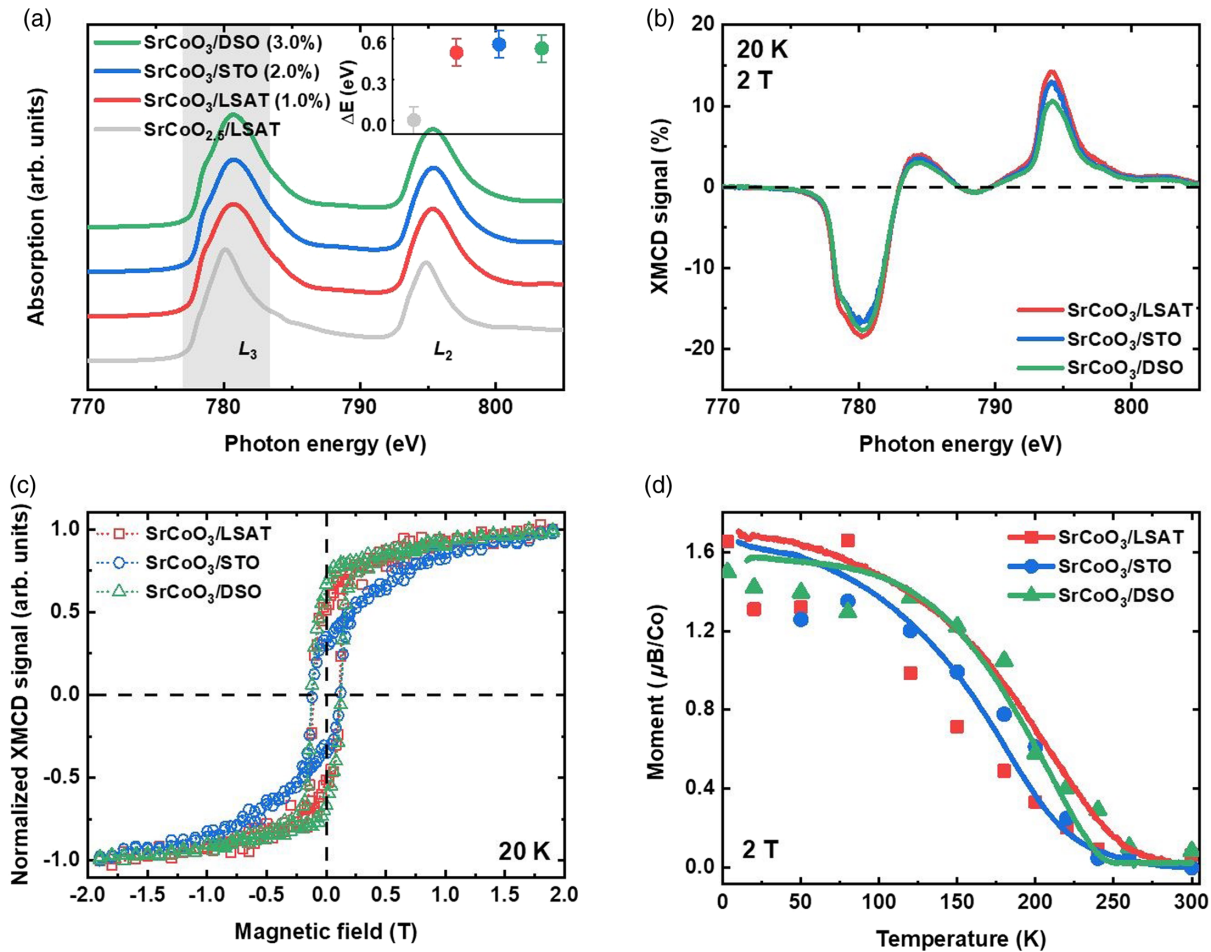 (a)
SrCoO3/DSO (3.0%)
SrCoO3/STO (2.0%)
SrCoO3/LSAT (1.0%)
SrCoO2.5/LSAT
0.6
0.3
0.0
ΔE (eV)
L3
L2
770
780
790
800
Photon energy (eV)
Absorption (arb. units)
(b)
20 K
2 T
20
10
0
-10
-20
XMCD signal (%)
SrCoO3/LSAT
SrCoO3/STO
SrCoO3/DSO
770
780
790
800
Photon energy (eV)
(c)
SrCoO3/LSAT
SrCoO3/STO
SrCoO3/DSO
1.0
0.5
0.0
-0.5
-1.0
Normalized XMCD signal (arb. units)
20 K
-2.0
-1.5
-1.0
-0.5
0.0
0.5
1.0
1.5
2.0
Magnetic field (T)
(d)
SrCoO3/LSAT
SrCoO3/STO
SrCoO3/DSO
1.6
1.2
0.8
0.4
0.0
Moment (μB/Co)
2 T
0
50
100
150
200
250
300
Temperature (K)